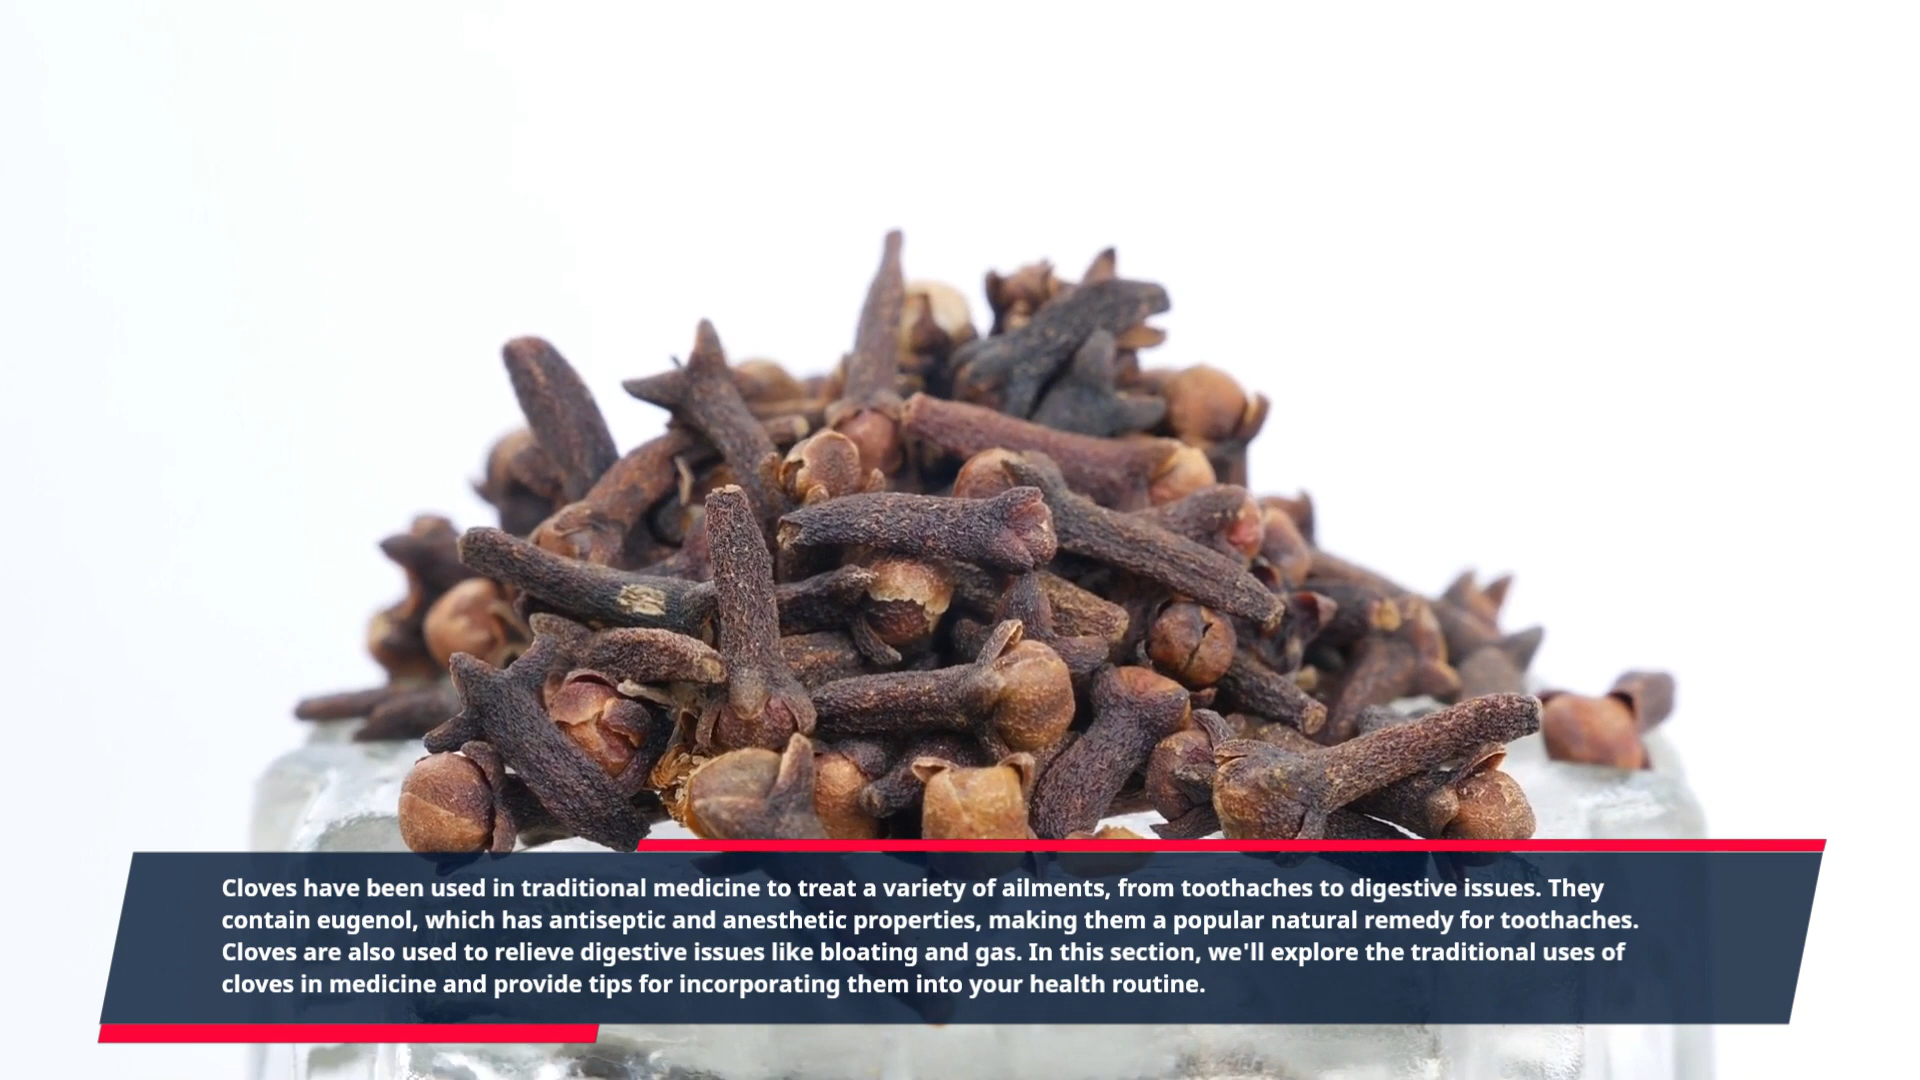 Cloves have been used in traditional medicine to treat a variety of ailments, from toothaches to digestive issues. They
contain eugenol, which has antiseptic and anesthetic properties, making them a popular natural remedy for toothaches.
Cloves are also used to relieve digestive issues like bloating and gas. In this section, we'll explore the traditional uses of
cloves in medicine and provide tips for incorporating them into your health routine.